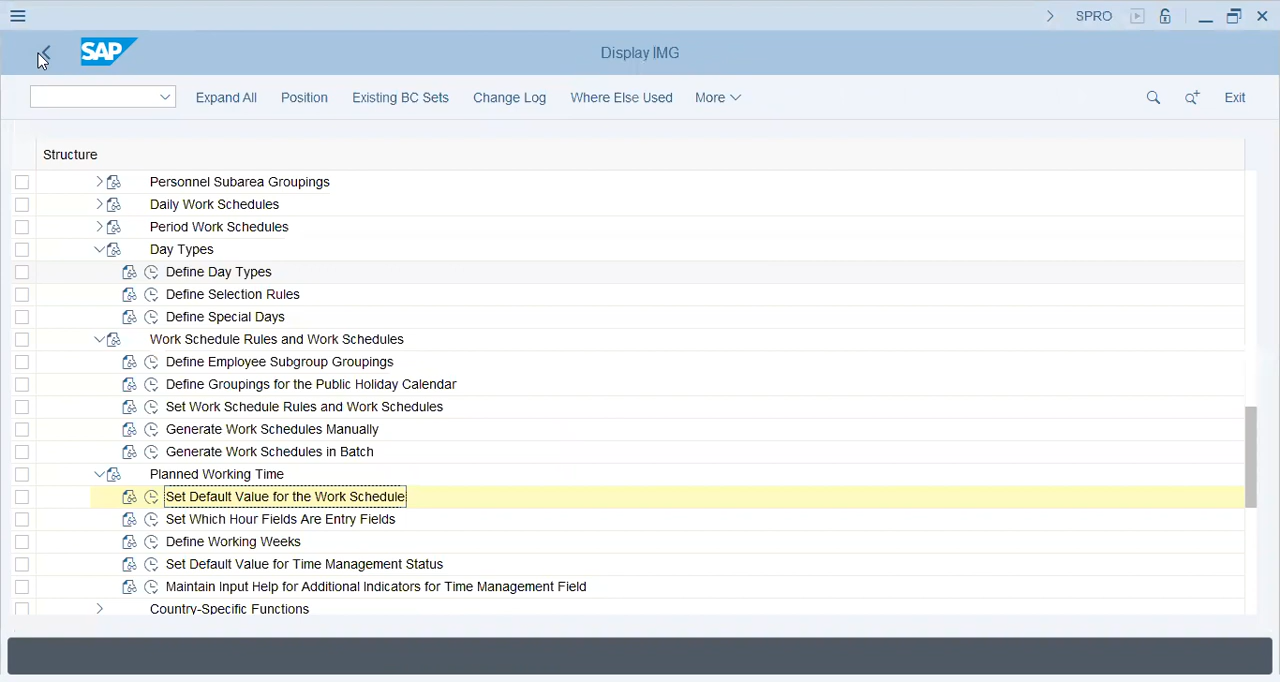 SPRO
SAP
Display IMG
Expand All Position Existing BC Sets Change Log Where Else Used More Exit
Structure
Personnel Subarea Groupings
Daily Work Schedules
Period Work Schedules
Day Types
Define Day Types
Define Selection Rules
Define Special Days
Work Schedule Rules and Work Schedules
Define Employee Subgroup Groupings
Define Groupings for the Public Holiday Calendar
Set Work Schedule Rules and Work Schedules
Generate Work Schedules Manually
Generate Work Schedules in Batch
Planned Working Time
Set Default Value for the Work Schedule
Set Which Hour Fields Are Entry Fields
Define Working Weeks
Set Default Value for Time Management Status
Maintain Input Help for Additional Indicators for Time Management Field
Country-Specific Functions